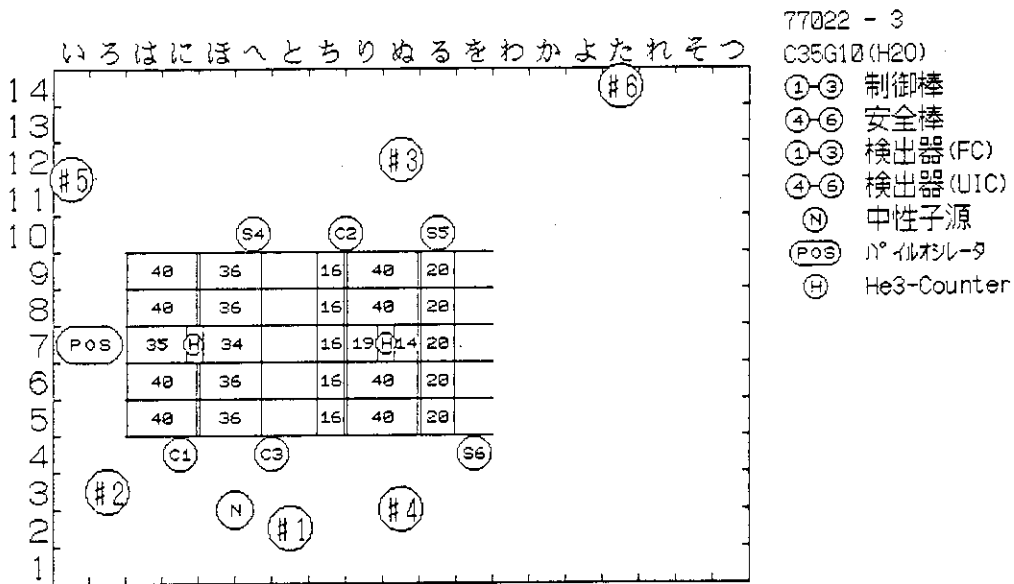 77022 - 3
C35G10(H2O)
①-③ 制御棒
④-⑥ 安全棒
①-③ 検出器(FC)
④-⑥ 検出器(UIC)
N 中性子源
POS パイルオシレータ
H He3-Counter
いろはにほへとちりぬるをわかよたれそつ
14 #6
13
12 #3
#5
11
10 S4 C2 S5
9 40 36 16 40 20
8 40 36 16 40 20
7 POS 35 H 34 16 19 H 14 20
6 40 36 16 40 20
5 40 36 16 40 20
4 C1 C3 S6
3 #2 N #4
2 #1
1